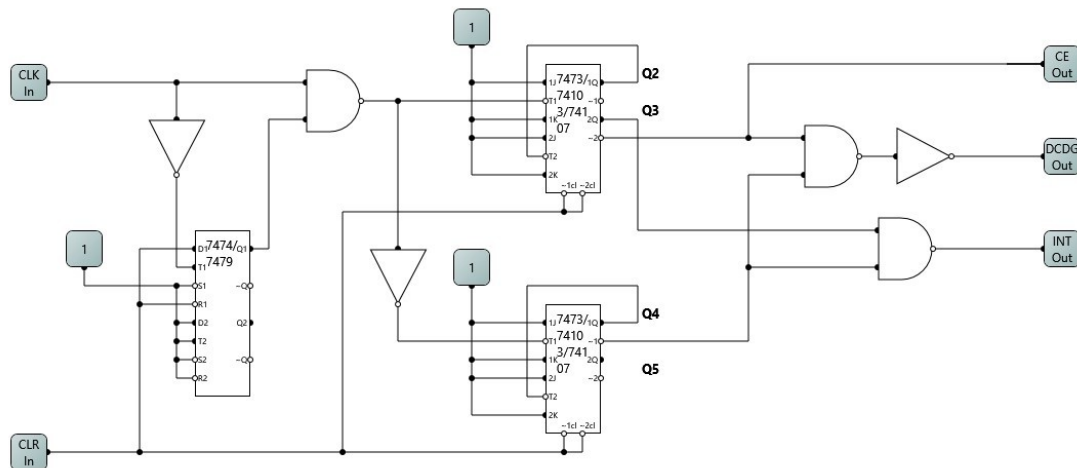 1
CLK
In
7473/
7410
3/741
07
1J
T1
1K
2J
T2
2K
1Q
~1
2Q
~2
~1cl
~2cl
Q2
Q3
CE
Out
DCDG
Out
1
7474/
7479
D1
T1
S1
R1
D2
T2
S2
R2
Q1
~Q
Q2
~Q
INT
Out
1
7473/
7410
3/741
07
1J
T1
1K
2J
T2
2K
1Q
~1
2Q
~2
~1cl
~2cl
Q4
Q5
CLR
In